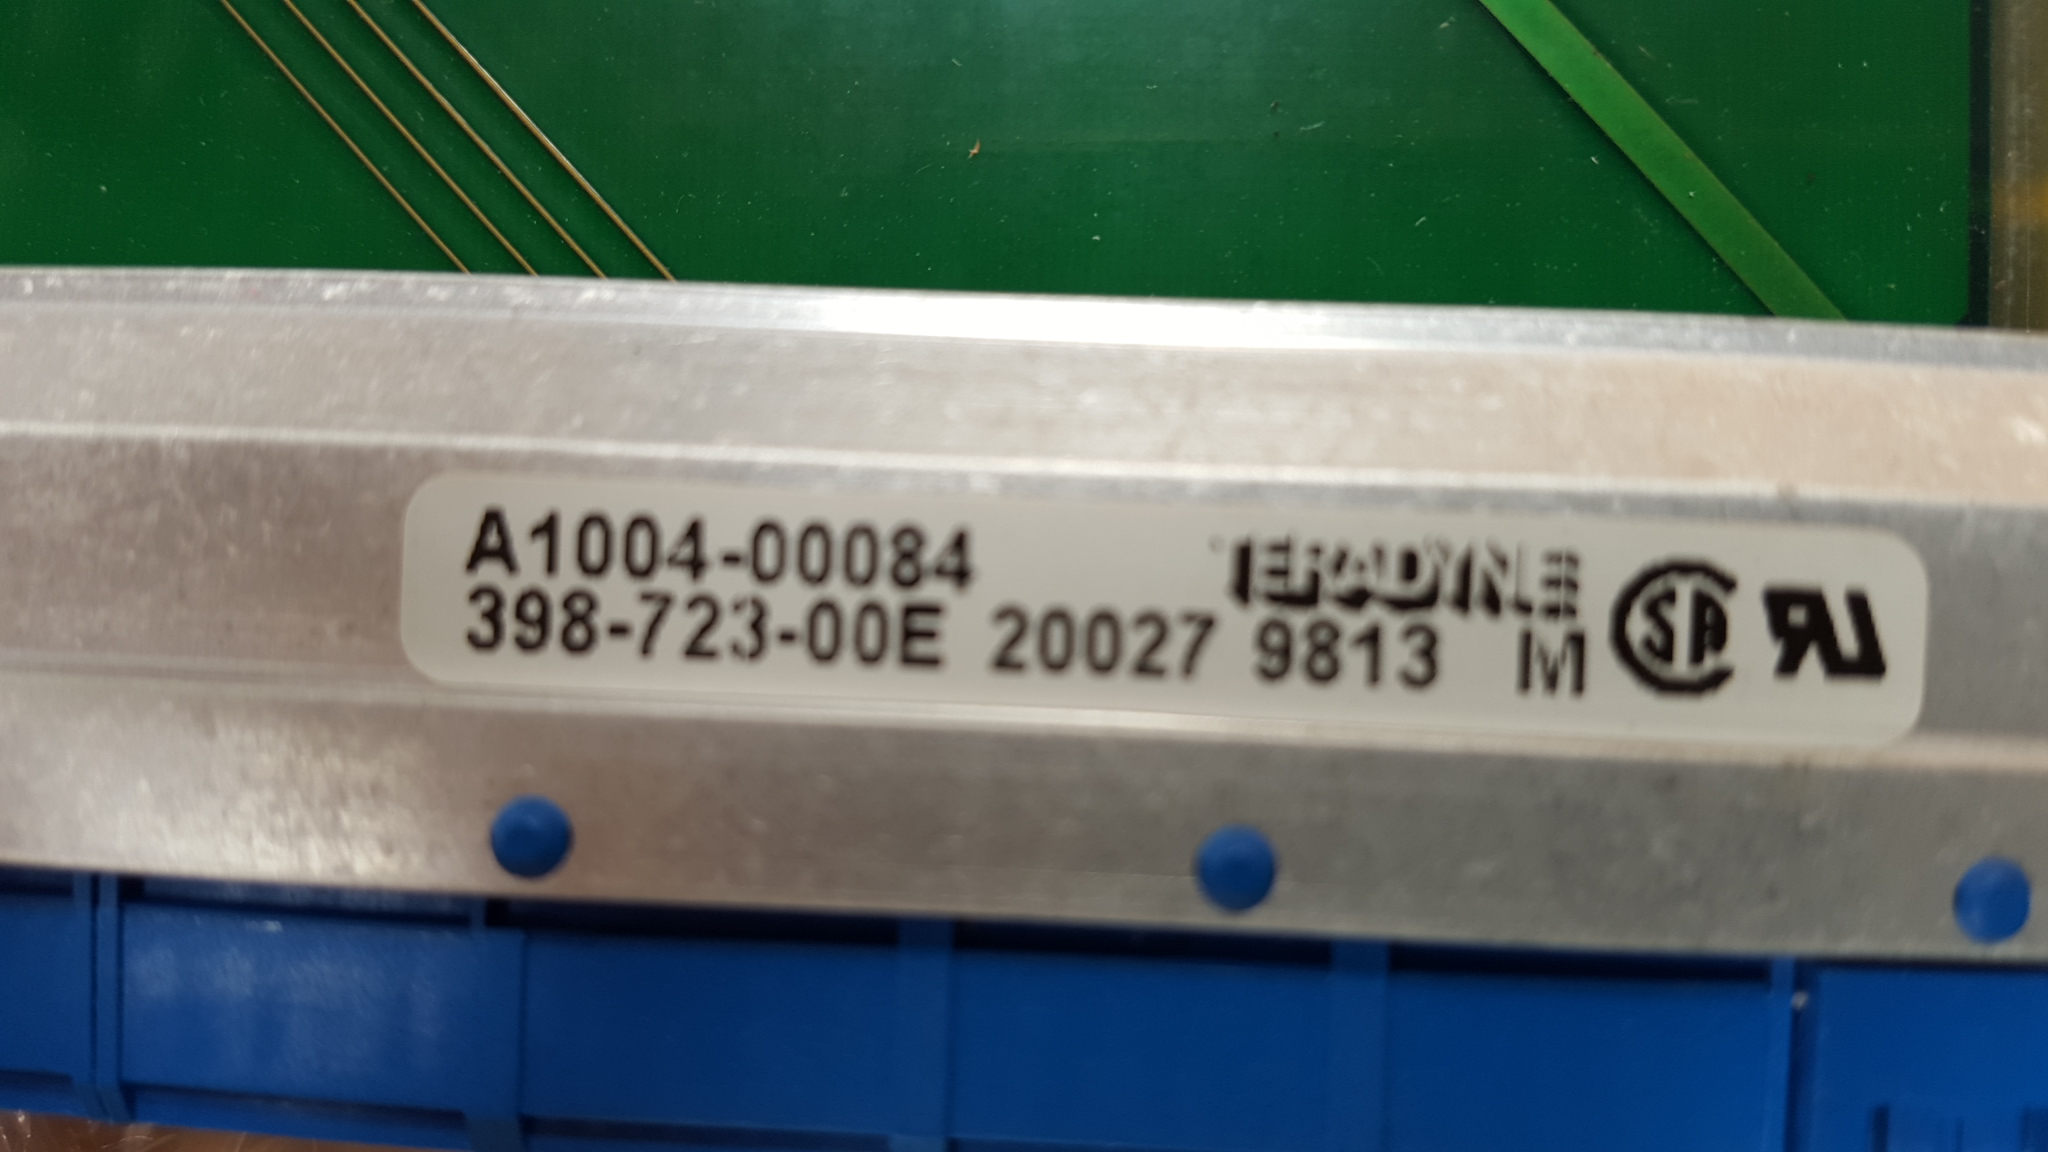 A1004-00084 TERADYNE
398-723-00E 20027 9813 M